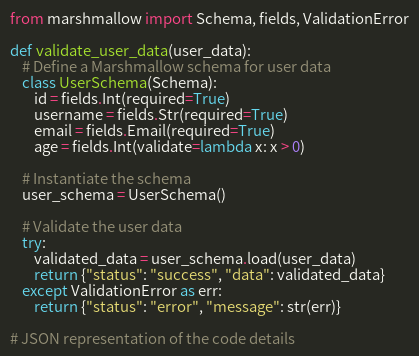 from marshmallow import Schema, fields, ValidationError

def validate_user_data(user_data):
    # Define a Marshmallow schema for user data
    class UserSchema(Schema):
        id = fields.Int(required=True)
        username = fields.Str(required=True)
        email = fields.Email(required=True)
        age = fields.Int(validate=lambda x: x > 0)

    # Instantiate the schema
    user_schema = UserSchema()

    # Validate the user data
    try:
        validated_data = user_schema.load(user_data)
        return {"status": "success", "data": validated_data}
    except ValidationError as err:
        return {"status": "error", "message": str(err)}

# JSON representation of the code details